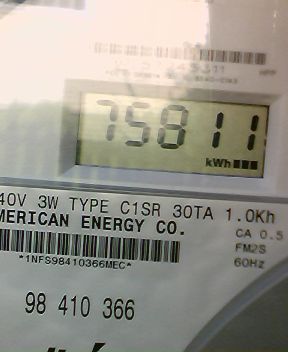 75811
kWh
40V 3W TYPE C1SR 30TA 1.0Kh
MERICAN ENERGY CO.
CA 0.5
FM2S
60Hz
*1NFS98410366MEC*
98 410 366